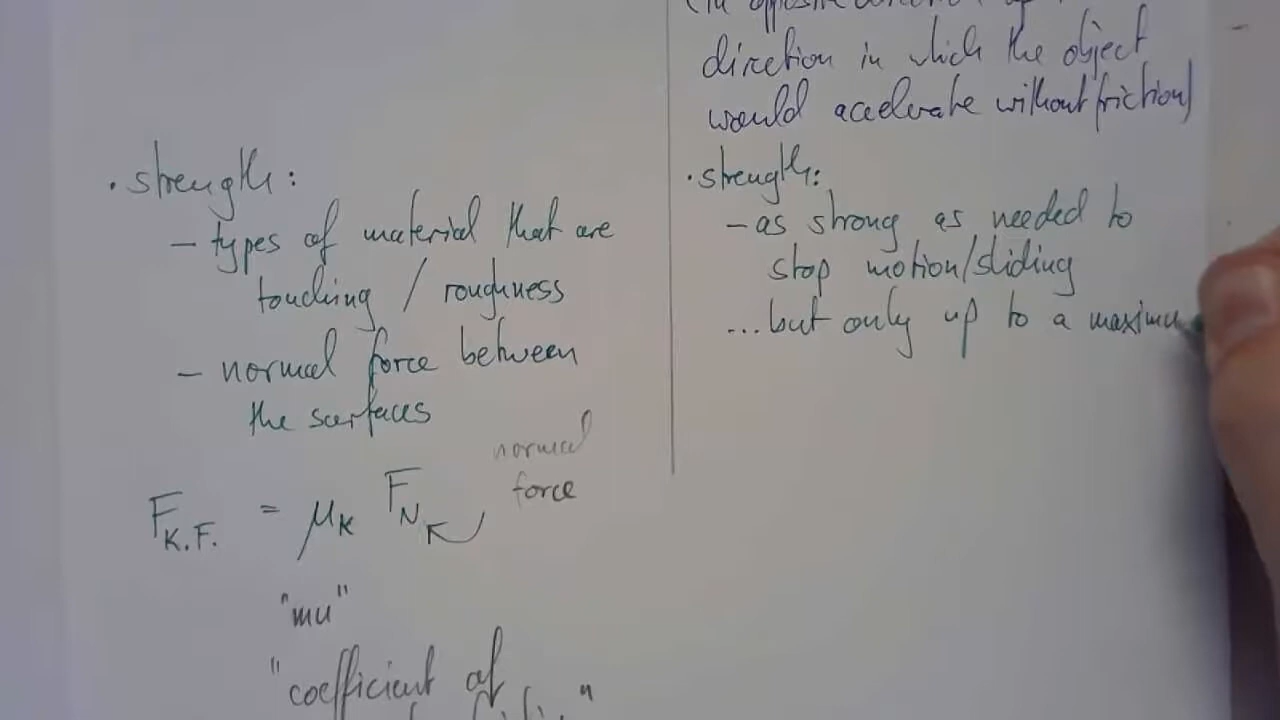 · strength:
– types of material that are
touching / roughness
– normal force between
the surfaces
normal
force
F K.F. = μK FN
"mu"
"coefficient of
direction in which the object
would accelerate without friction)
· strength:
– as strong as needed to
stop motion/sliding
...but only up to a maximu